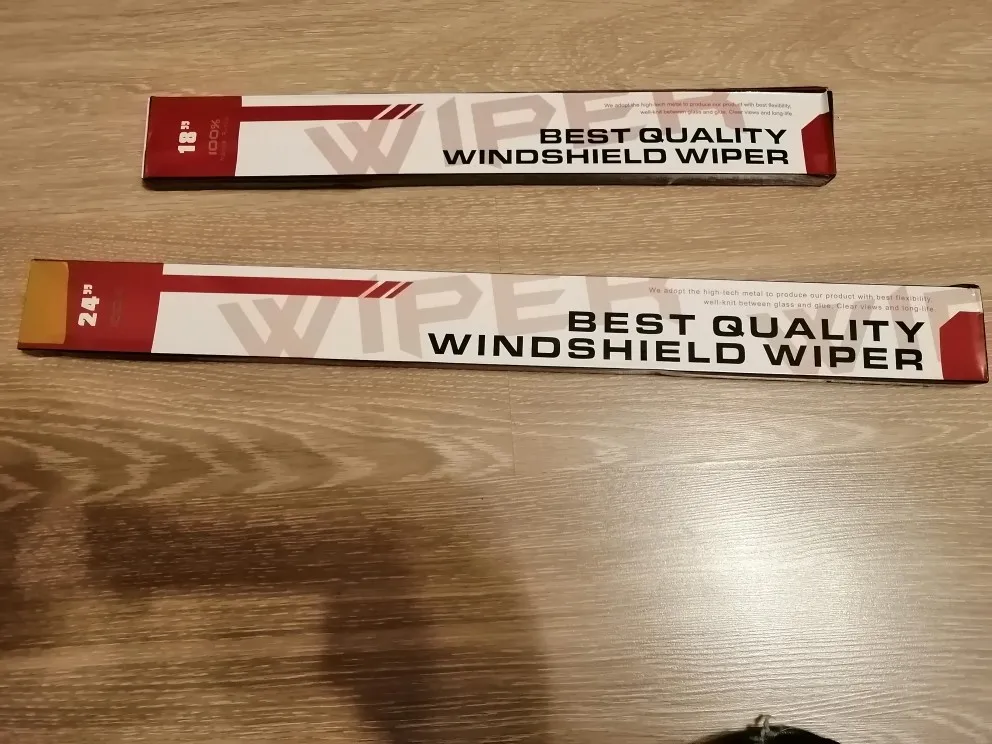 18”
100%
WIPER
We adopt the high-tech metal to produce our product with best flexibility,
well-knit between glass and glue. Clear views and long-life.
BEST QUALITY
WINDSHIELD WIPER
24”
WIPER
We adopt the high-tech metal to produce our product with best flexibility,
well-knit between glass and glue. Clear views and long-life.
BEST QUALITY
WINDSHIELD WIPER